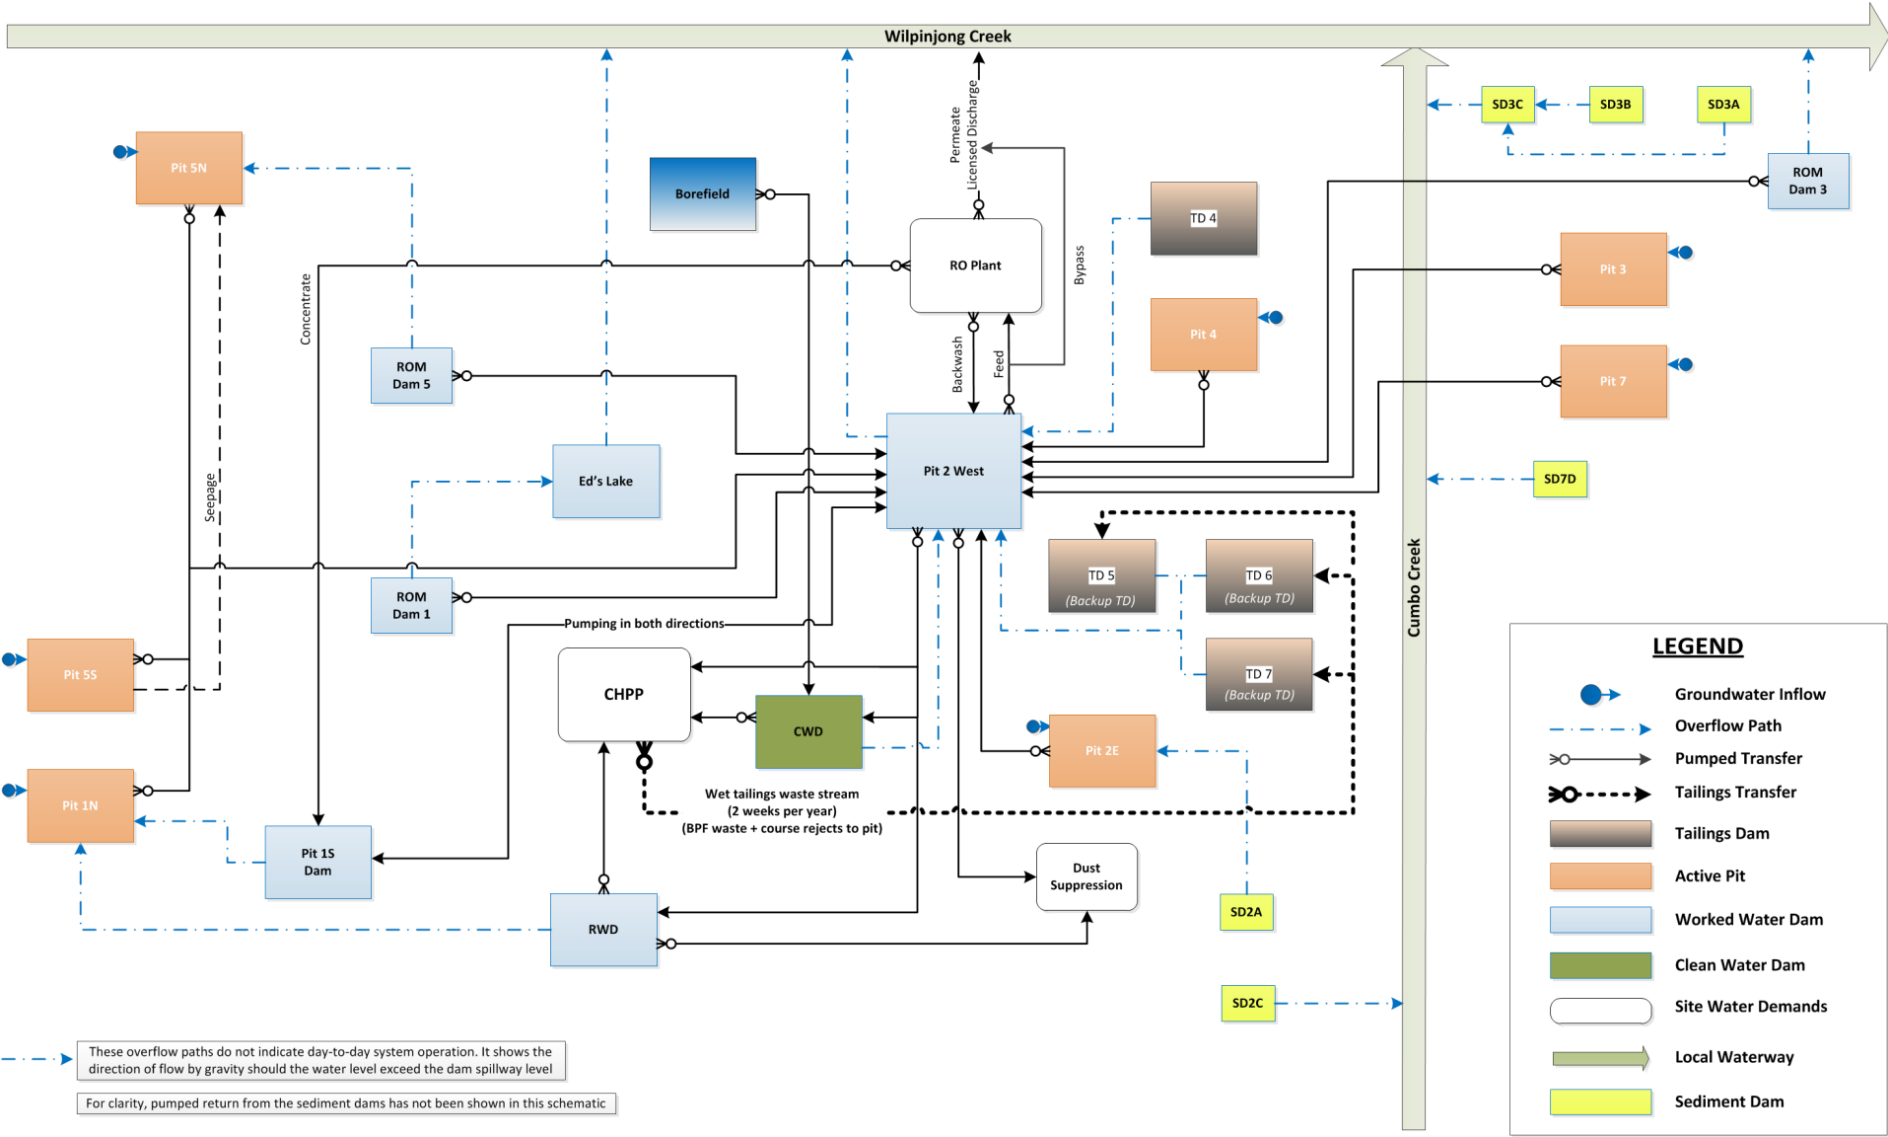 Wilpinjong Creek
SD3C
SD3B
SD3A
Permeate
Licensed Discharge
Pit 5N
Borefield
ROM
Dam 3
TD 4
RO Plant
Bypass
Pit 3
Concentrate
Pit 4
Backwash
Feed
ROM
Dam 5
Pit 7
Pit 2 West
Ed's Lake
SD7D
Seepage
Cumbo Creek
TD 5
(Backup TD)
TD 6
(Backup TD)
ROM
Dam 1
Pumping in both directions
Pit 5S
CHPP
TD 7
(Backup TD)
CWD
Pit 2E
Pit 1N
Wet tailings waste stream
(2 weeks per year)
(BPF waste + course rejects to pit)
Pit 1S
Dam
Dust
Suppression
RWD
SD2A
SD2C
These overflow paths do not indicate day-to-day system operation. It shows the
direction of flow by gravity should the water level exceed the dam spillway level
For clarity, pumped return from the sediment dams has not been shown in this schematic
LEGEND
Groundwater Inflow
Overflow Path
Pumped Transfer
Tailings Transfer
Tailings Dam
Active Pit
Worked Water Dam
Clean Water Dam
Site Water Demands
Local Waterway
Sediment Dam